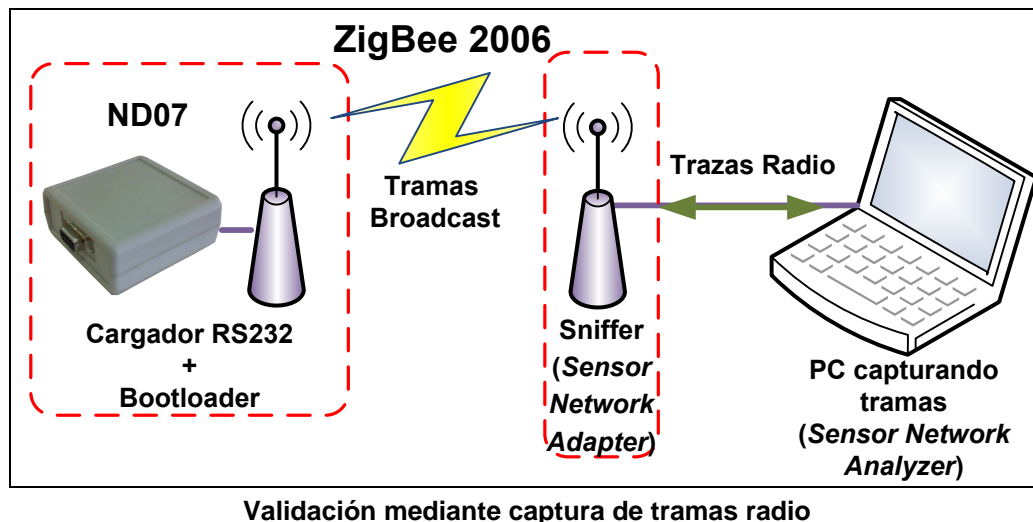 ZigBee 2006
ND07
Tramas
Broadcast
Trazas Radio
Cargador RS232
+
Bootloader
Sniffer
(Sensor
Network
Adapter)
PC capturando
tramas
(Sensor Network
Analyzer)
Validación mediante captura de tramas radio